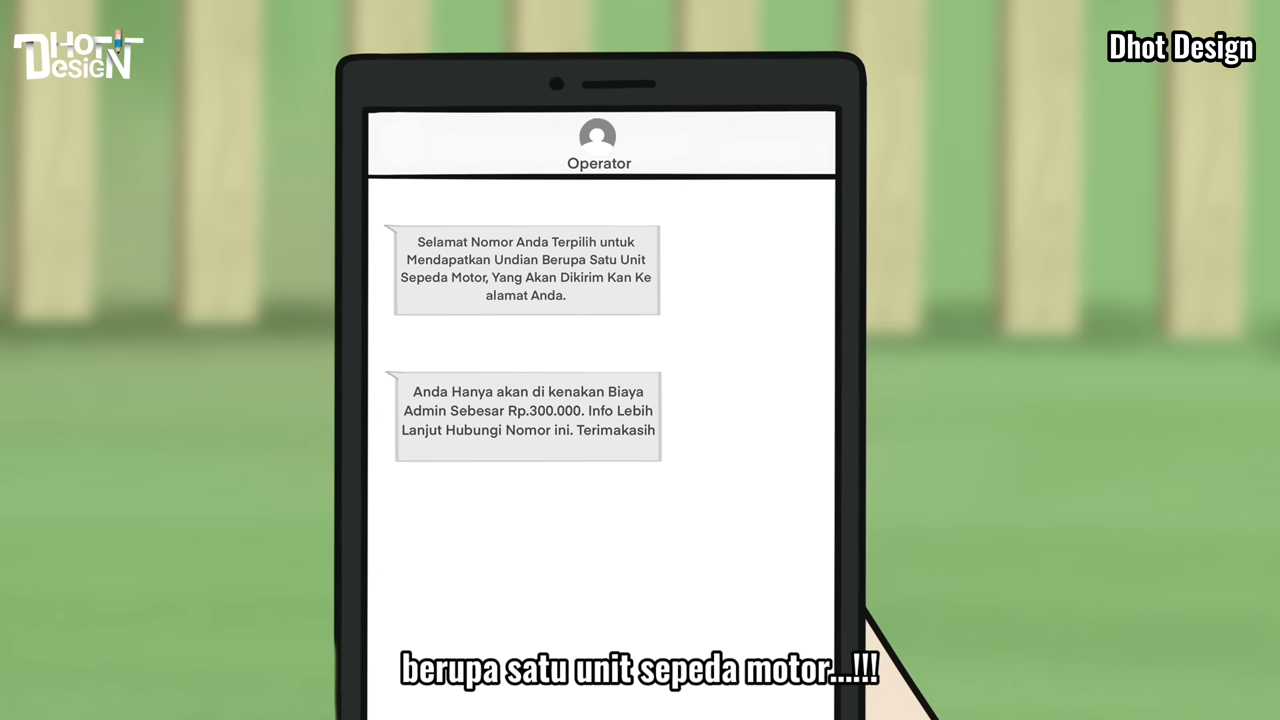 DHOT DESIGN
Dhot Design
Operator
Selamat Nomor Anda Terpilih untuk
Mendapatkan Undian Berupa Satu Unit
Sepeda Motor, Yang Akan Dikirim Kan Ke
alamat Anda.
Anda Hanya akan di kenakan Biaya
Admin Sebesar Rp.300.000. Info Lebih
Lanjut Hubungi Nomor ini. Terimakasih
berupa satu unit sepeda motor...!!!